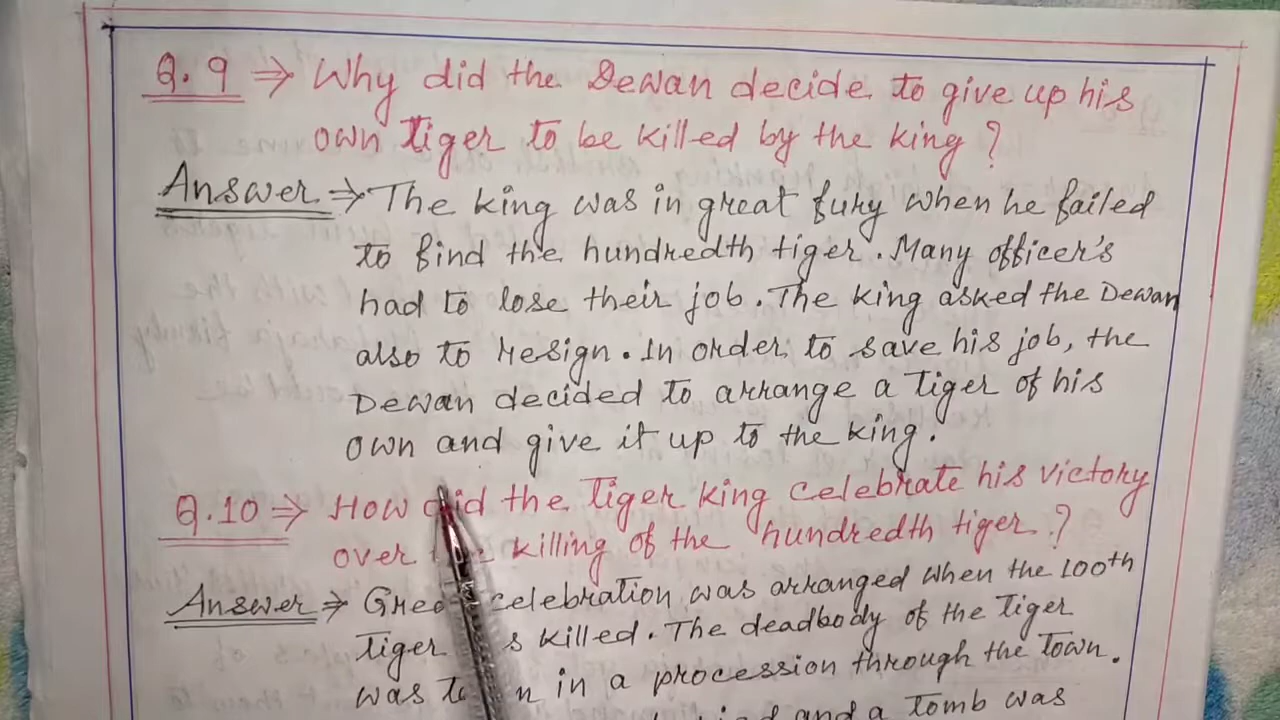 Q.9 ⇒ Why did the Dewan decide to give up his
own tiger to be killed by the king?
Answer ⇒ The king was in great fury when he failed
to find the hundredth tiger. Many officer's
had to lose their job. The king asked the Dewan
also to resign. In order to save his job, the
Dewan decided to arrange a tiger of his
own and give it up to the king.
Q.10 ⇒ How did the Tiger king celebrate his victory
over killing of the hundredth tiger?
Answer ⇒ celebration was arranged when the 100th
tiger killed. The deadbody of the tiger
was in a procession through the town.
and a tomb was